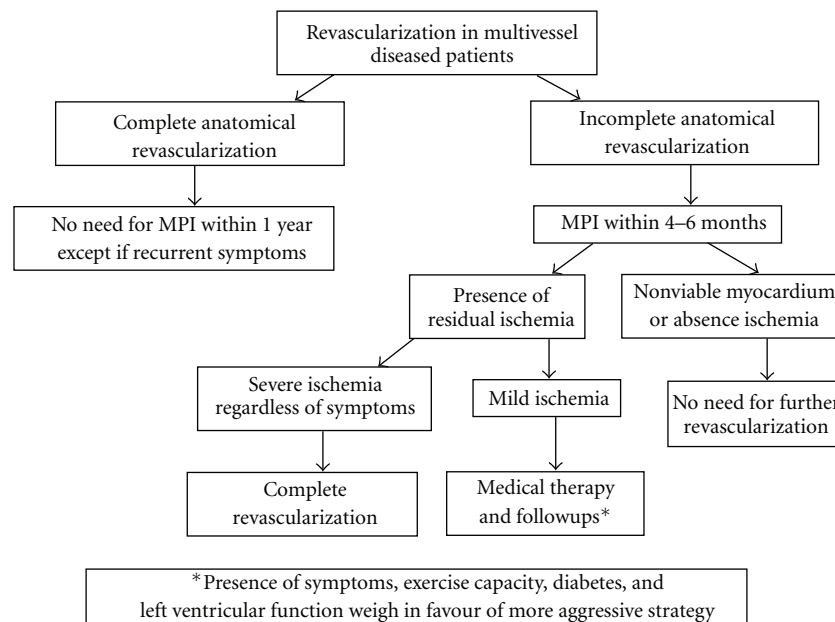 Revascularization in multivessel
diseased patients
Complete anatomical
revascularization
Incomplete anatomical
revascularization
No need for MPI within 1 year
except if recurrent symptoms
MPI within 4–6 months
Presence of
residual ischemia
Nonviable myocardium
or absence ischemia
Severe ischemia
regardless of symptoms
Mild ischemia
No need for further
revascularization
Complete
revascularization
Medical therapy
and followups*
*Presence of symptoms, exercise capacity, diabetes, and
left ventricular function weigh in favour of more aggressive strategy